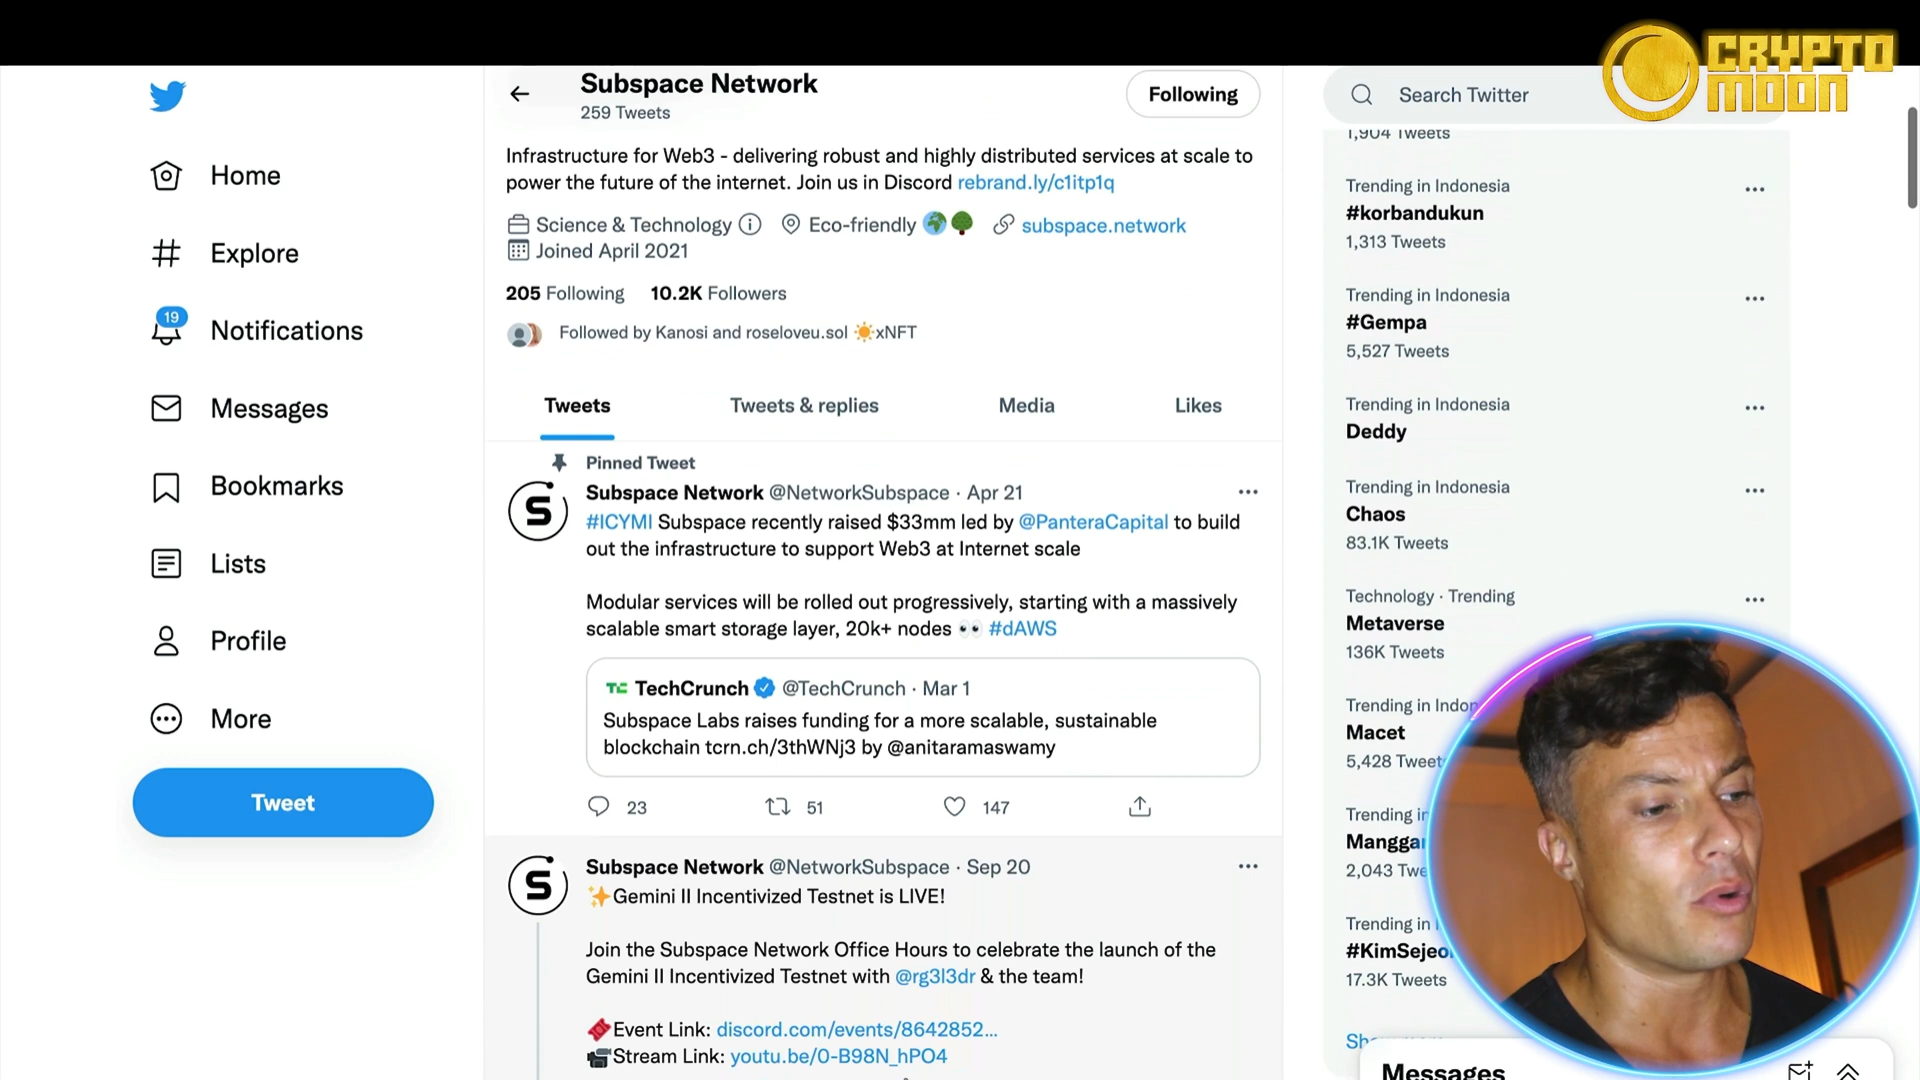 CRYPTO
MOON
Home
Explore
19
Notifications
Messages
Bookmarks
Lists
Profile
More
Tweet
Subspace Network
259 Tweets
Following
Infrastructure for Web3 - delivering robust and highly distributed services at scale to
power the future of the internet. Join us in Discord rebrand.ly/c1itp1q
Science & Technology Eco-friendly subspace.network
Joined April 2021
205 Following 10.2K Followers
Followed by Kanosi and roseloveu.sol xNFT
Tweets Tweets & replies Media Likes
Pinned Tweet
Subspace Network @NetworkSubspace · Apr 21
#ICYMI Subspace recently raised $33mm led by @PanteraCapital to build
out the infrastructure to support Web3 at Internet scale
Modular services will be rolled out progressively, starting with a massively
scalable smart storage layer, 20k+ nodes 👀 #dAWS
TechCrunch @TechCrunch · Mar 1
Subspace Labs raises funding for a more scalable, sustainable
blockchain tcrn.ch/3thWNj3 by @anitaramaswamy
23 51 147
Subspace Network @NetworkSubspace · Sep 20
✨Gemini II Incentivized Testnet is LIVE!
Join the Subspace Network Office Hours to celebrate the launch of the
Gemini II Incentivized Testnet with @rg3l3dr & the team!
Event Link: discord.com/events/8642852...
Stream Link: youtu.be/0-B98N_hPO4
Search Twitter
1,904 Tweets
Trending in Indonesia
#korbandukun
1,313 Tweets
Trending in Indonesia
#Gempa
5,527 Tweets
Trending in Indonesia
Deddy
Trending in Indonesia
Chaos
83.1K Tweets
Technology · Trending
Metaverse
136K Tweets
Trending in Indon
Macet
5,428 Tweets
Trending in
Mangga
2,043 Twe
Trending in
#KimSejeo
17.3K Tweets
Messages